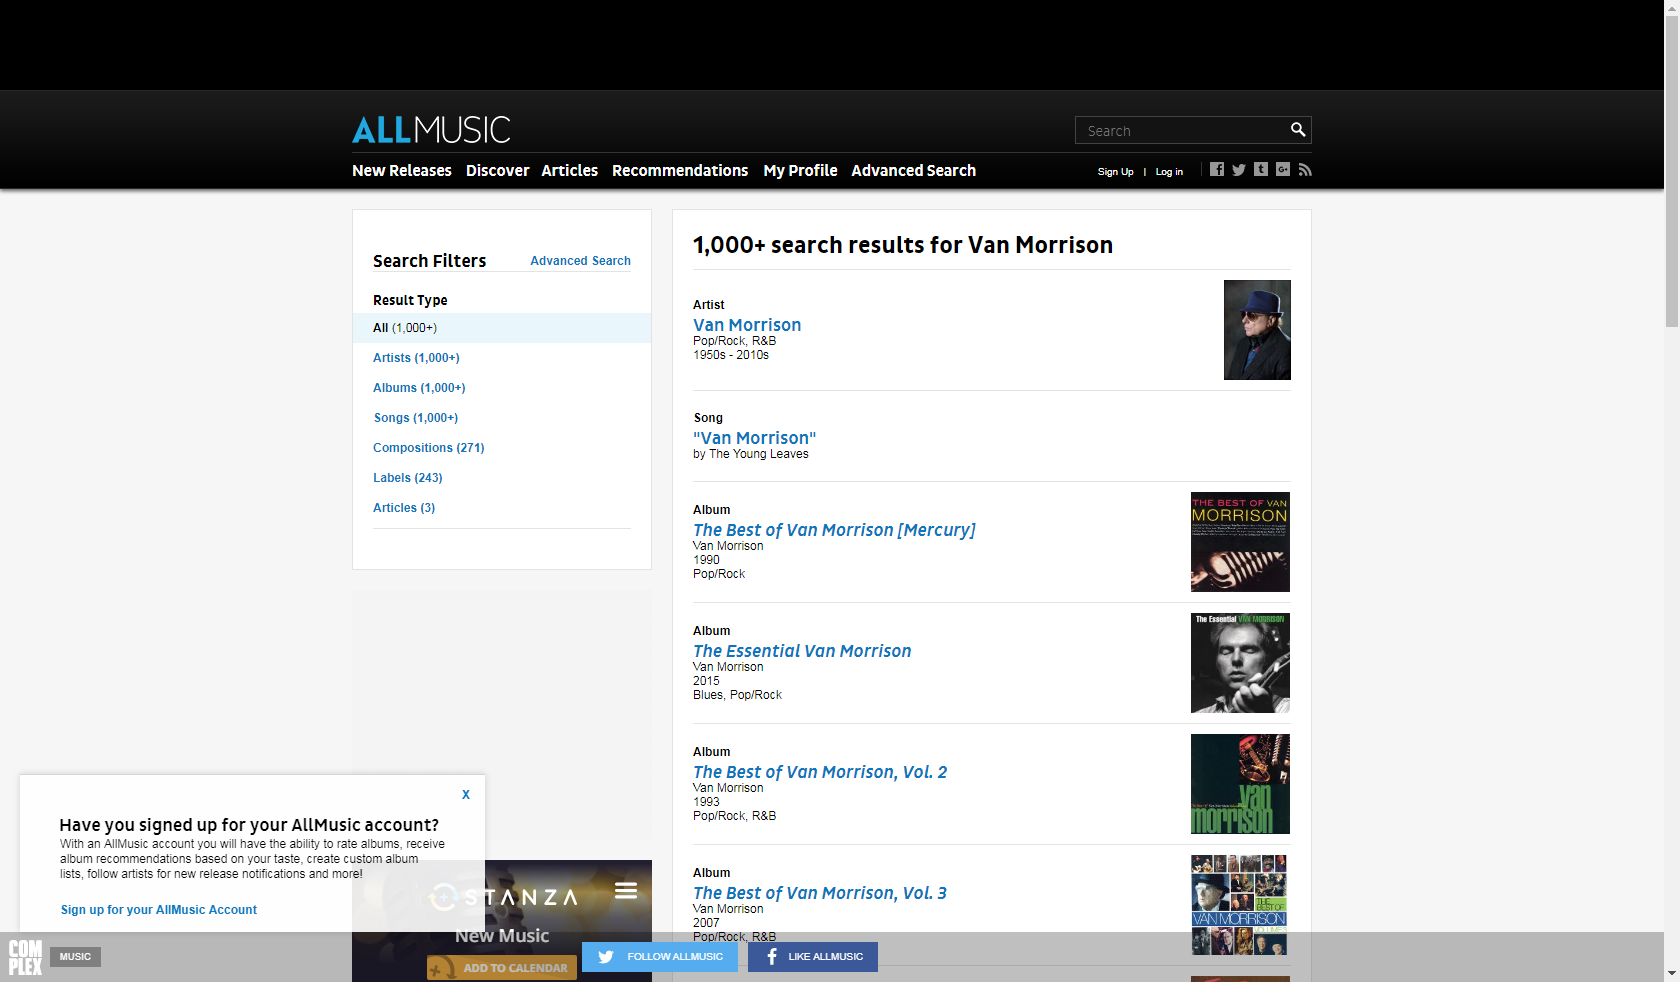 ALLMUSIC
Search
New Releases Discover Articles Recommendations My Profile Advanced Search
Sign Up | Log in
Search Filters
Advanced Search
Result Type
All (1,000+)
Artists (1,000+)
Albums (1,000+)
Songs (1,000+)
Compositions (271)
Labels (243)
Articles (3)
1,000+ search results for Van Morrison
Artist
Van Morrison
Pop/Rock, R&B
1950s - 2010s
Song
"Van Morrison"
by The Young Leaves
Album
The Best of Van Morrison [Mercury]
Van Morrison
1990
Pop/Rock
THE BEST OF VAN
MORRISON
Album
The Essential Van Morrison
Van Morrison
2015
Blues, Pop/Rock
The Essential VAN MORRISON
Album
The Best of Van Morrison, Vol. 2
Van Morrison
1993
Pop/Rock, R&B
van
morrison
Album
The Best of Van Morrison, Vol. 3
Van Morrison
2007
Pop/Rock, R&B
THE
BEST OF
VAN MORRISON
X
Have you signed up for your AllMusic account?
With an AllMusic account you will have the ability to rate albums, receive
album recommendations based on your taste, create custom album
lists, follow artists for new release notifications and more!
Sign up for your AllMusic Account
STANZA
New Music
ADD TO CALENDAR
COM
PLEX
MUSIC
FOLLOW ALLMUSIC
LIKE ALLMUSIC